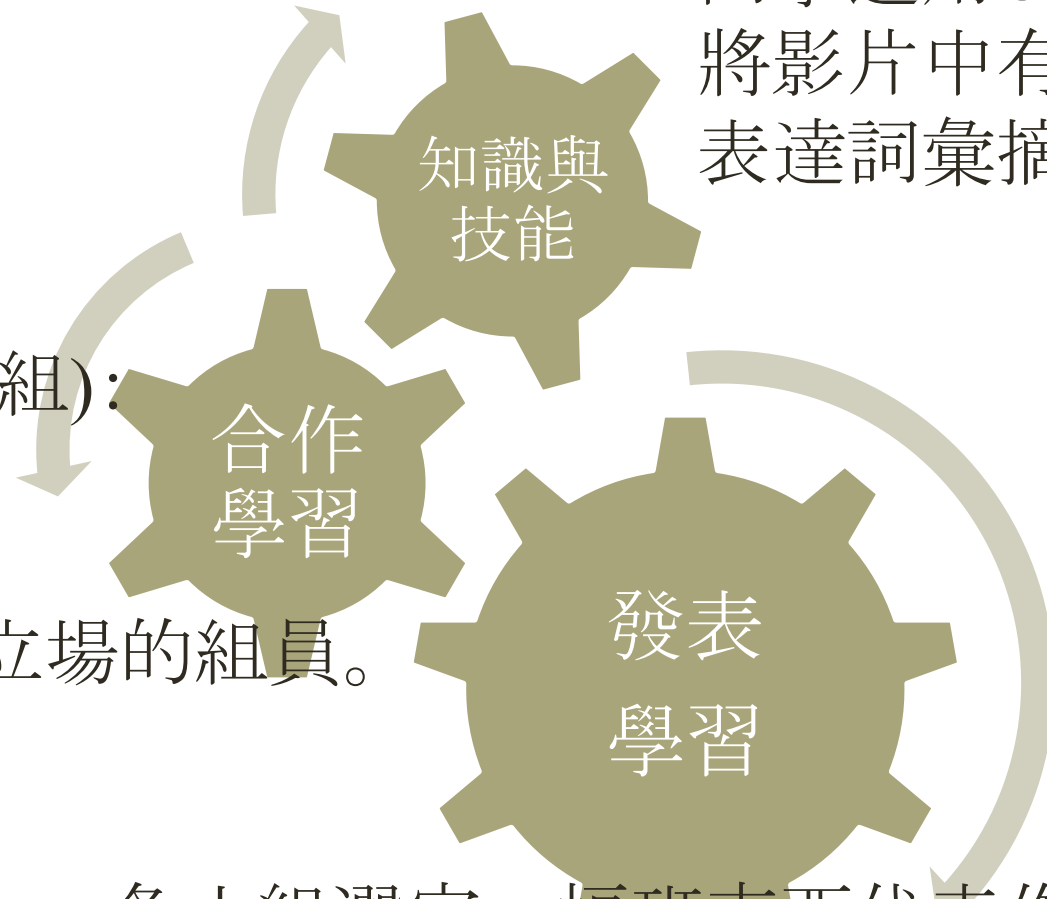 將影片中有
表達詞彙摘
知識與
技能
組):
合作
學習
立場的組員。
發表
學習